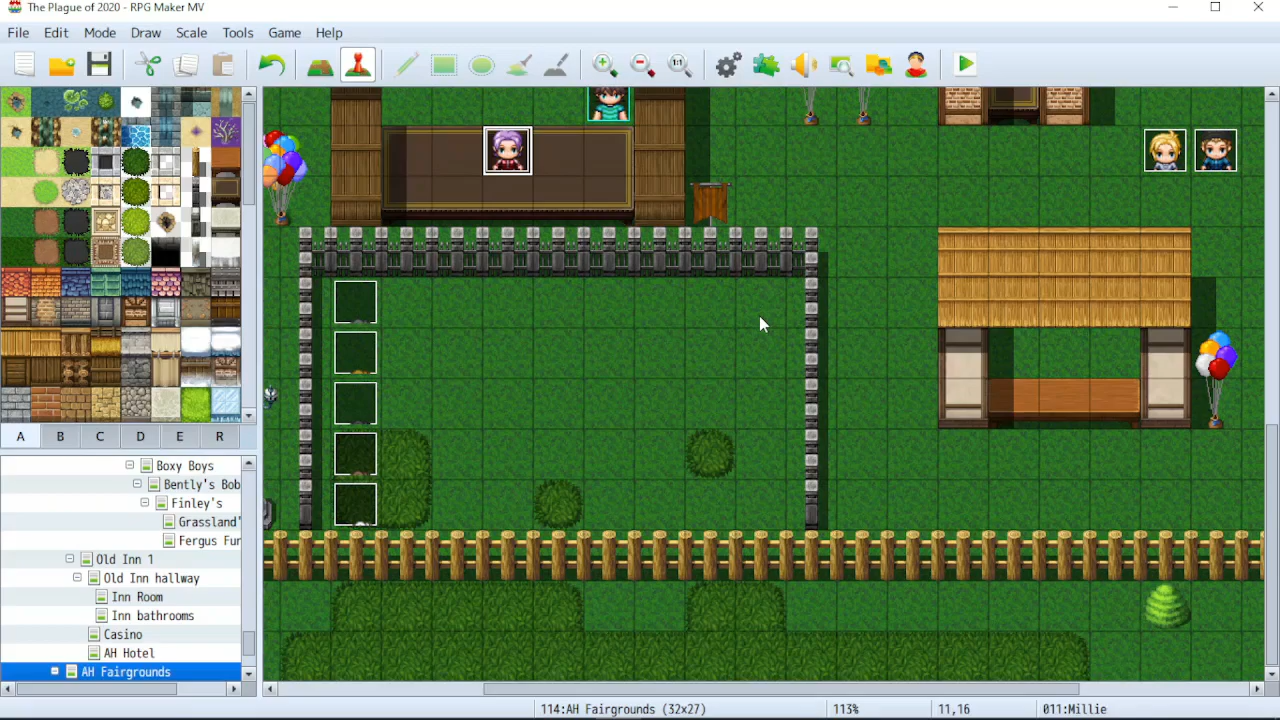 The Plague of 2020 - RPG Maker MV
File Edit Mode Draw Scale Tools Game Help
1:1
A B C D E R
Boxy Boys
Bently's Bob
Finley's
Grassland'
Fergus Fur
Old Inn 1
Old Inn hallway
Inn Room
Inn bathrooms
Casino
AH Hotel
AH Fairgrounds
114:AH Fairgrounds (32x27) 113% 11,16 011:Millie